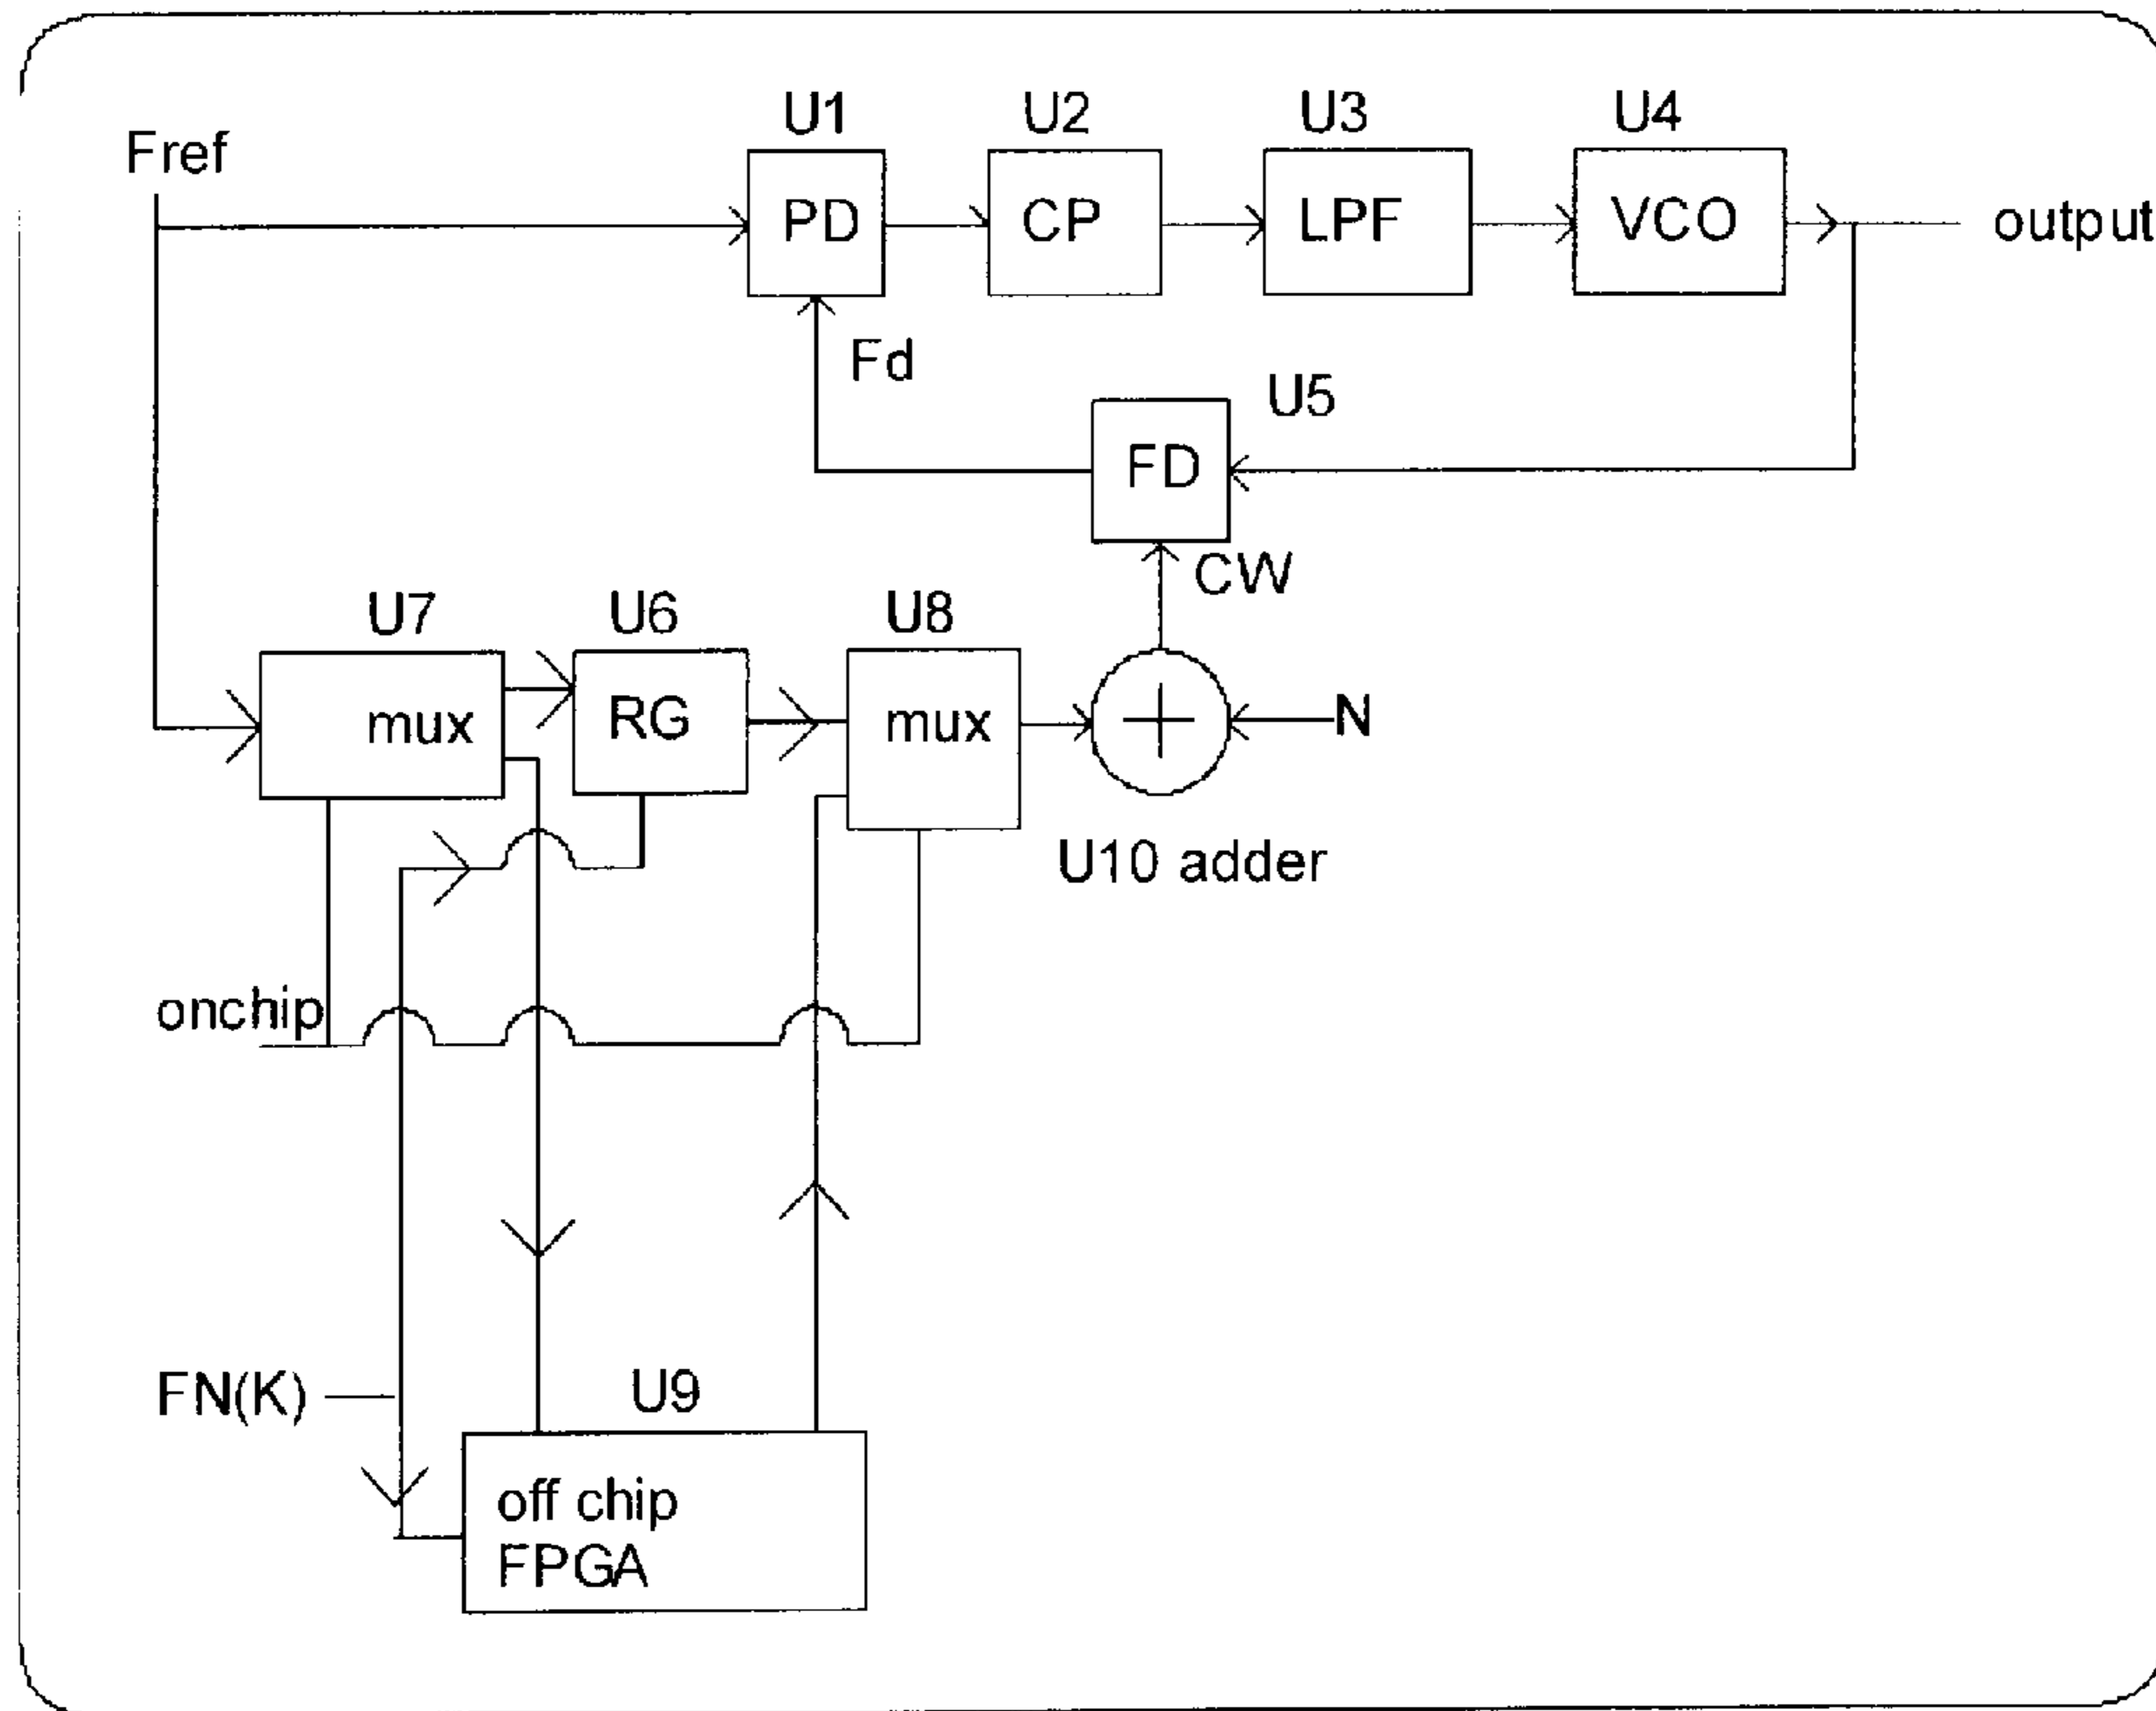 U1
U2
U3
U4
Fref
PD
CP
LPF
VCO
output
Fd
U5
FD
CW
U7
U6
U8
mux
RG
mux
N
U10 adder
onchip
FN(K)
U9
off chip
FPGA